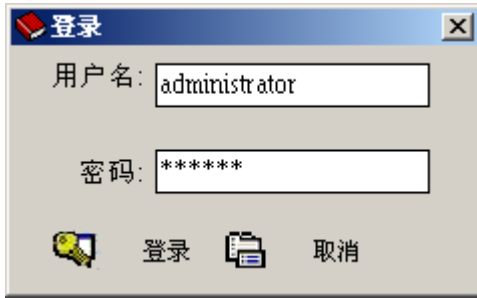 登录
用户名: administrator
密码: ******
登录 取消